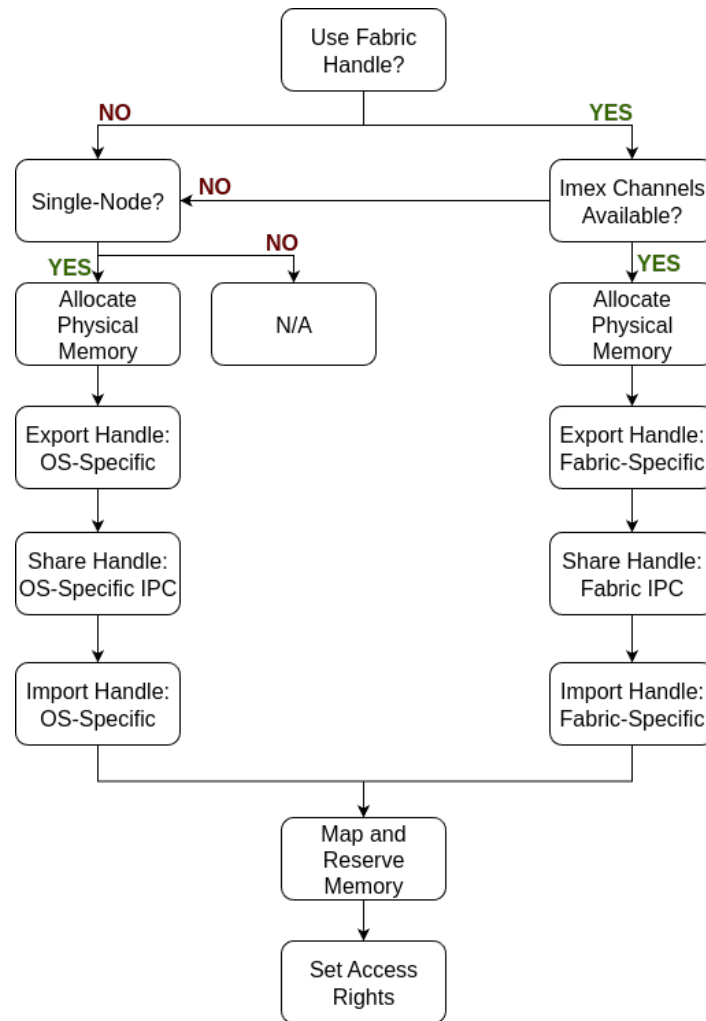 Use Fabric
Handle?
NO
YES
Single-Node?
NO
Imex Channels
Available?
YES
NO
YES
Allocate
Physical
Memory
N/A
Allocate
Physical
Memory
Export Handle:
OS-Specific
Export Handle:
Fabric-Specific
Share Handle:
OS-Specific IPC
Share Handle:
Fabric IPC
Import Handle:
OS-Specific
Import Handle:
Fabric-Specific
Map and
Reserve
Memory
Set Access
Rights